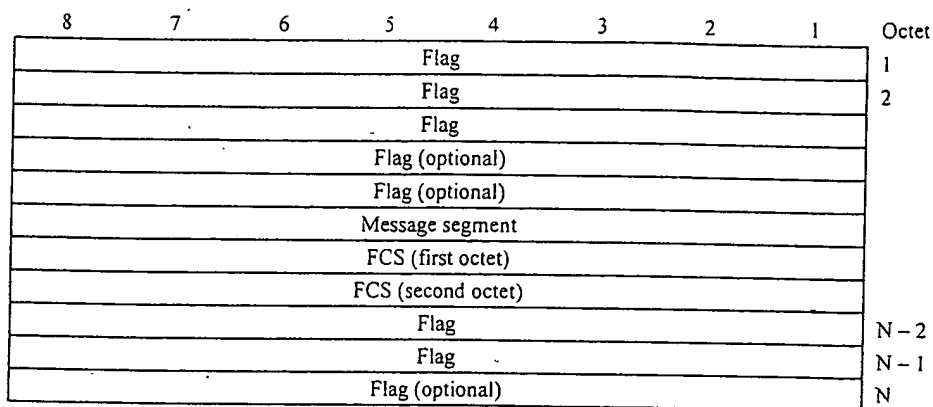 8 7 6 5 4 3 2 1 Octet
Flag 1
Flag 2
Flag
Flag (optional)
Flag (optional)
Message segment
FCS (first octet)
FCS (second octet)
Flag N – 2
Flag N – 1
Flag (optional) N